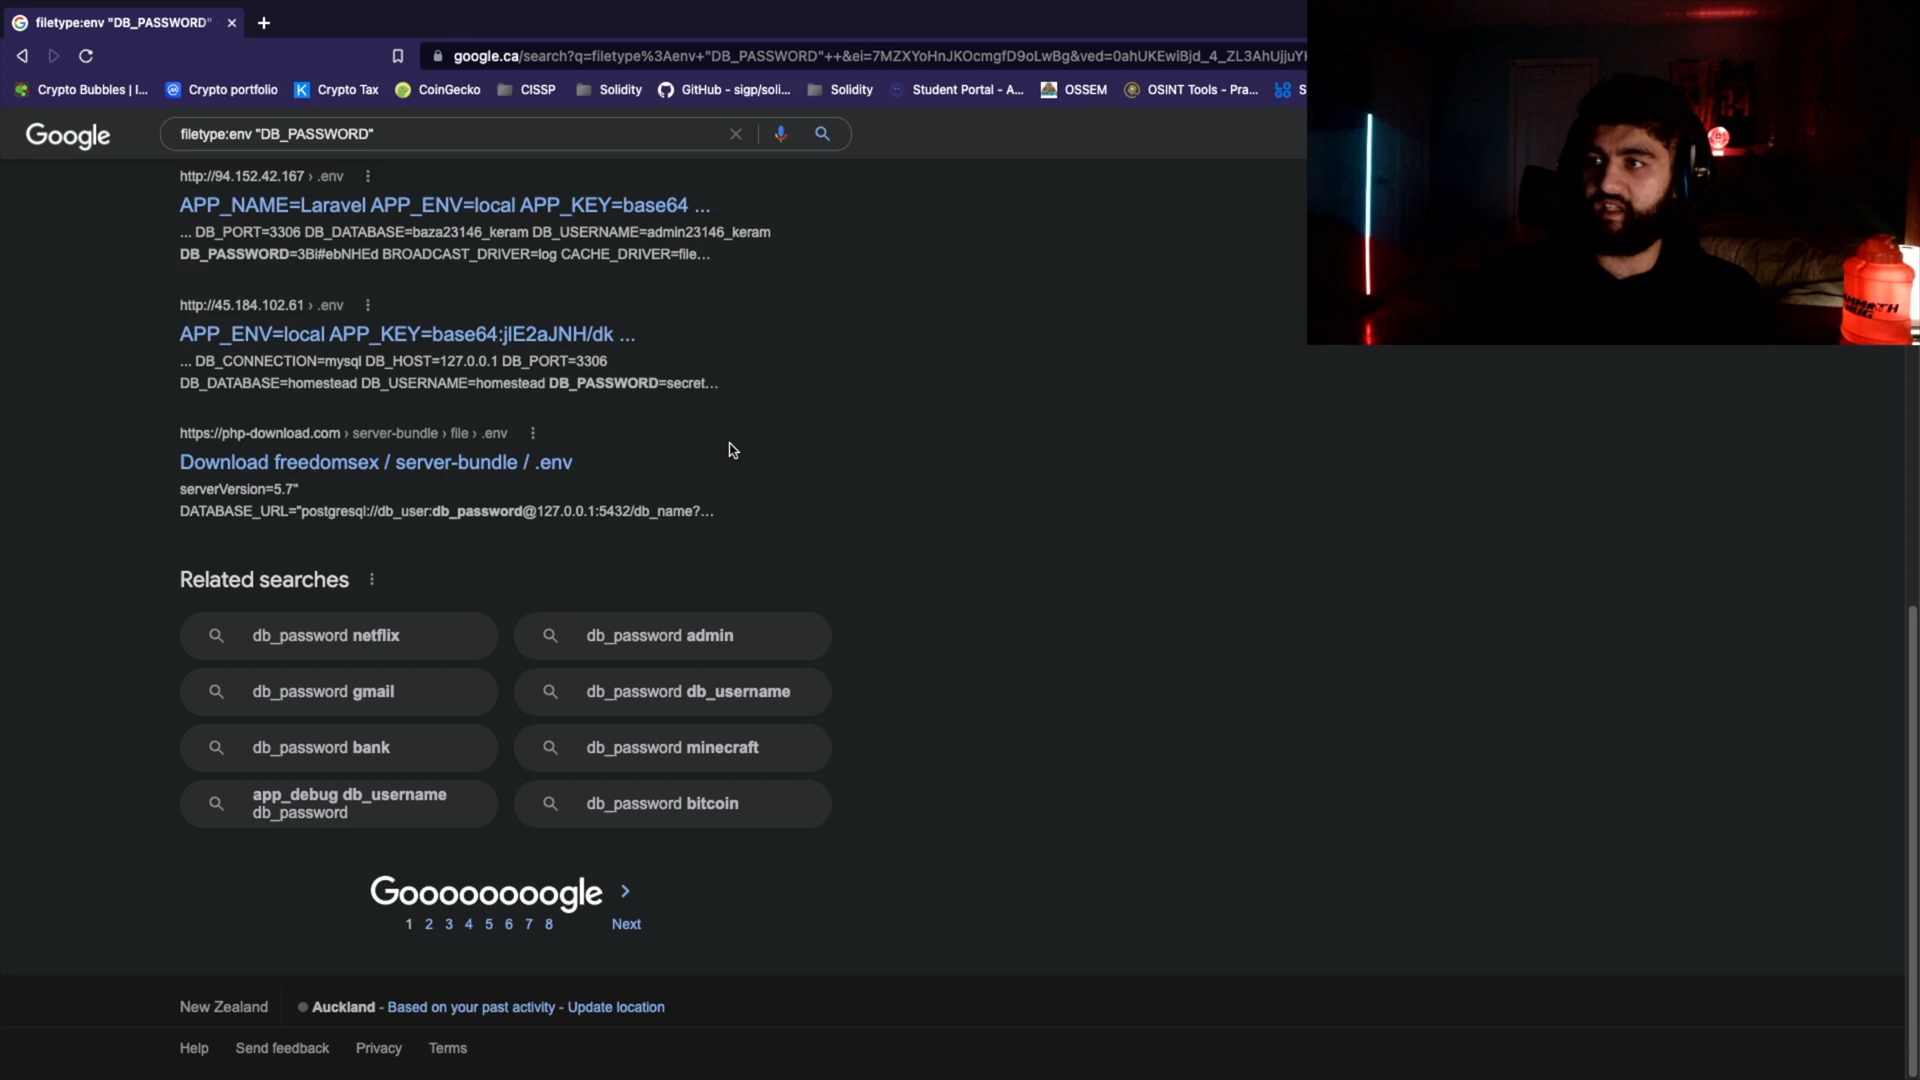 filetype:env "DB_PASSWORD"
google.ca/search?q=filetype%3Aenv+"DB_PASSWORD"++&ei=7MZXYoHnJKOcmgfD9oLwBg&ved=0ahUKEwiBjd_4_ZL3AhUjjuYH
Crypto Bubbles | I... Crypto portfolio Crypto Tax CoinGecko CISSP Solidity GitHub - sigp/soli... Solidity Student Portal - A... OSSEM OSINT Tools - Pra... S
Google filetype:env "DB_PASSWORD"
http://94.152.42.167 › .env
APP_NAME=Laravel APP_ENV=local APP_KEY=base64 ...
... DB_PORT=3306 DB_DATABASE=baza23146_keram DB_USERNAME=admin23146_keram
DB_PASSWORD=3Bi#ebNHEd BROADCAST_DRIVER=log CACHE_DRIVER=file...
http://45.184.102.61 › .env
APP_ENV=local APP_KEY=base64:jlE2aJNH/dk ...
... DB_CONNECTION=mysql DB_HOST=127.0.0.1 DB_PORT=3306
DB_DATABASE=homestead DB_USERNAME=homestead DB_PASSWORD=secret...
https://php-download.com › server-bundle › file › .env
Download freedomsex / server-bundle / .env
serverVersion=5.7"
DATABASE_URL="postgresql://db_user:db_password@127.0.0.1:5432/db_name?...
Related searches
db_password netflix
db_password admin
db_password gmail
db_password db_username
db_password bank
db_password minecraft
app_debug db_username
db_password
db_password bitcoin
Goooooooogle
1 2 3 4 5 6 7 8 Next
New Zealand Auckland - Based on your past activity - Update location
Help Send feedback Privacy Terms